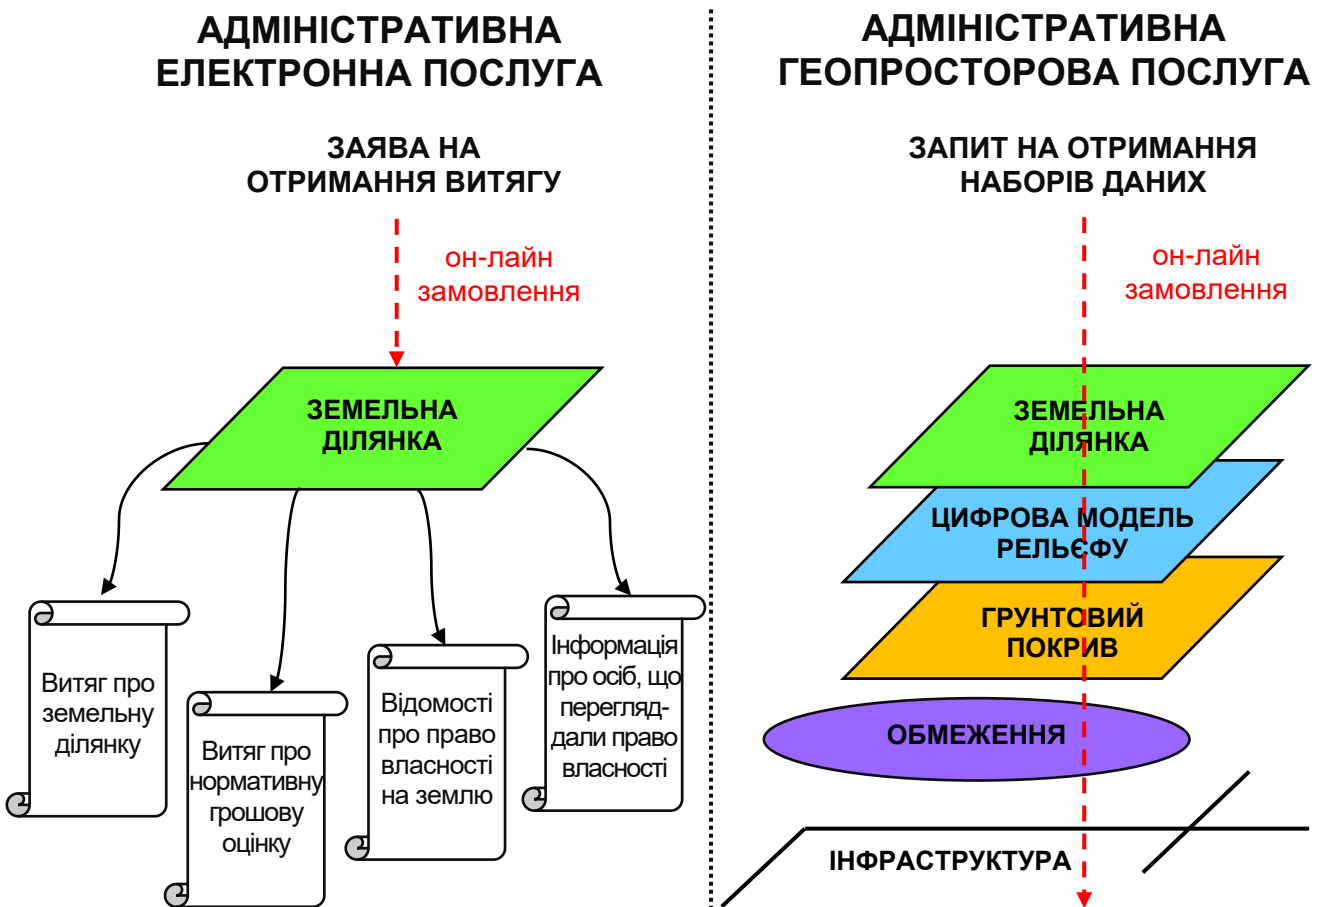 АДМІНІСТРАТИВНА
ЕЛЕКТРОННА ПОСЛУГА
ЗАЯВА НА
ОТРИМАННЯ ВИТЯГУ
он-лайн
замовлення
ЗЕМЕЛЬНА
ДІЛЯНКА
Витяг про
земельну
ділянку
Витяг про
нормативну
грошову
оцінку
Відомості
про право
власності
на землю
Інформація
про осіб, що
перегляд-
дали право
власності
АДМІНІСТРАТИВНА
ГЕОПРОСТОРОВА ПОСЛУГА
ЗАПИТ НА ОТРИМАННЯ
НАБОРІВ ДАНИХ
он-лайн
замовлення
ЗЕМЕЛЬНА
ДІЛЯНКА
ЦИФРОВА МОДЕЛЬ
РЕЛЬЄФУ
ГРУНТОВИЙ
ПОКРИВ
ОБМЕЖЕННЯ
ІНФРАСТРУКТУРА